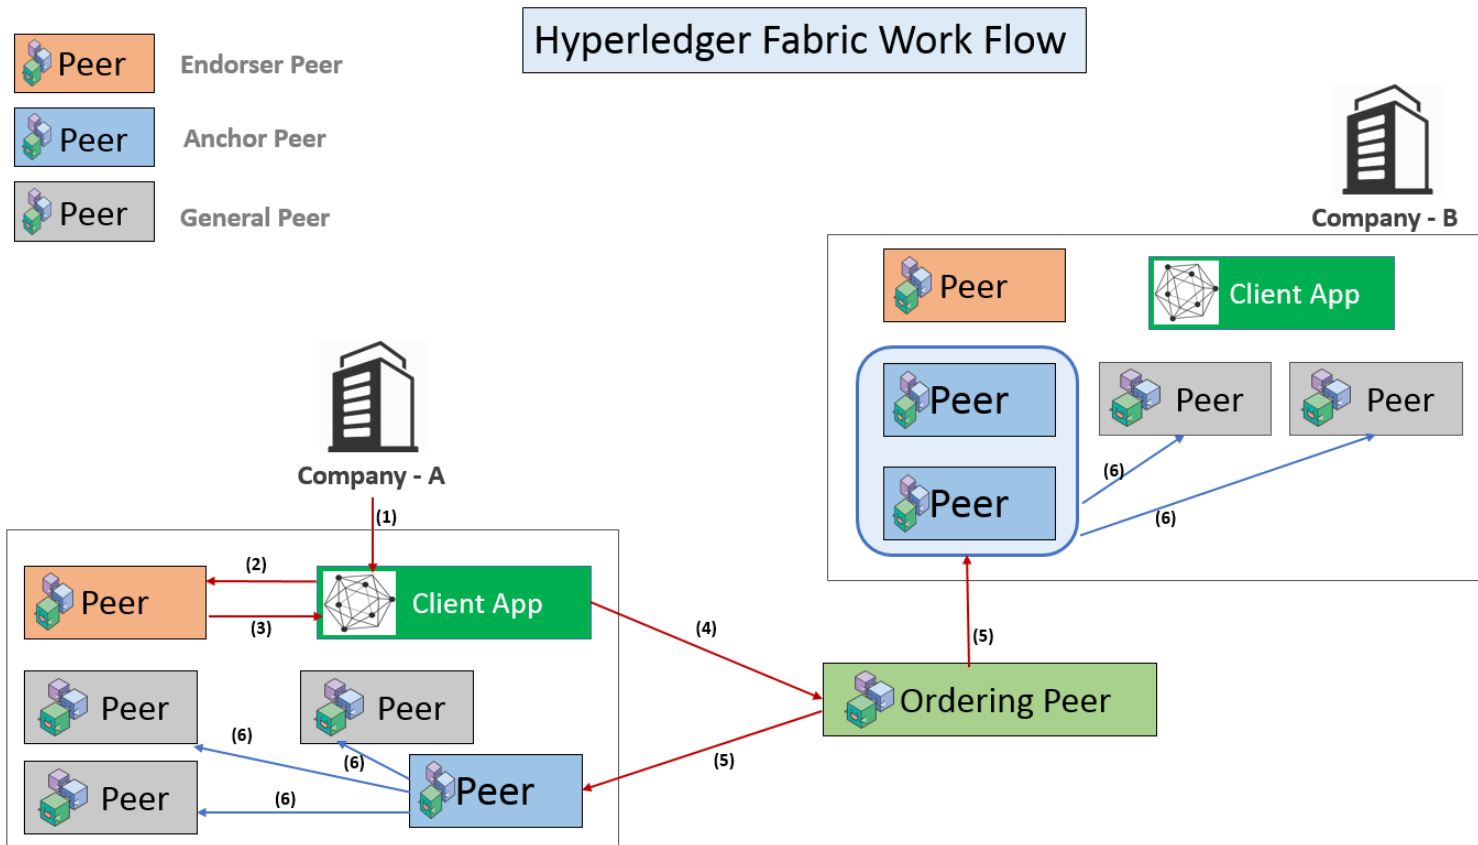 Hyperledger Fabric Work Flow
Peer
Endorser Peer
Peer
Anchor Peer
Peer
General Peer
Company - B
Peer
Client App
Peer
Peer
Peer
Peer
(6)
(6)
Company - A
(1)
Peer
(2)
(3)
Client App
(4)
(5)
Ordering Peer
Peer
Peer
(6)
(6)
(5)
Peer
(6)
Peer